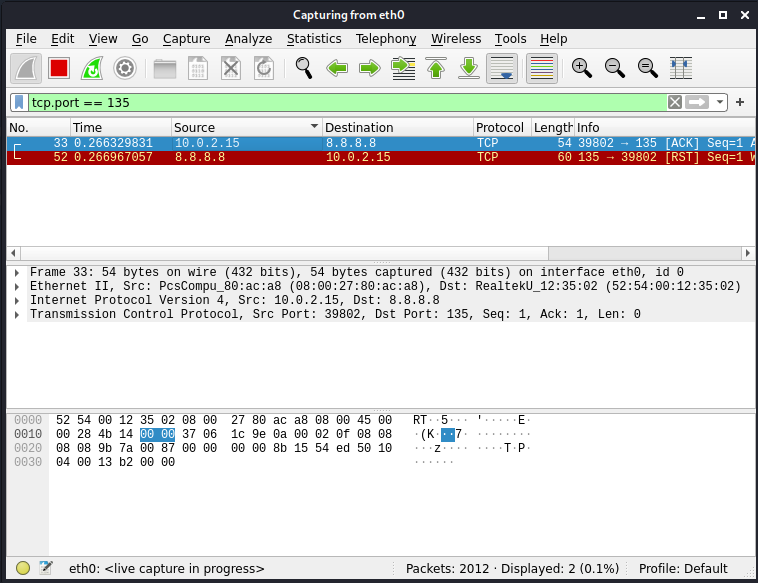 Capturing from eth0
File Edit View Go Capture Analyze Statistics Telephony Wireless Tools Help
tcp.port == 135
No. Time Source Destination Protocol Length Info
33 0.266329831 10.0.2.15 8.8.8.8 TCP 54 39802 → 135 [ACK] Seq=1 A
52 0.266967057 8.8.8.8 10.0.2.15 TCP 60 135 → 39802 [RST] Seq=1 W
Frame 33: 54 bytes on wire (432 bits), 54 bytes captured (432 bits) on interface eth0, id 0
Ethernet II, Src: PcsCompu_80:ac:a8 (08:00:27:80:ac:a8), Dst: RealtekU_12:35:02 (52:54:00:12:35:02)
Internet Protocol Version 4, Src: 10.0.2.15, Dst: 8.8.8.8
Transmission Control Protocol, Src Port: 39802, Dst Port: 135, Seq: 1, Ack: 1, Len: 0
0000 52 54 00 12 35 02 08 00 27 80 ac a8 08 00 45 00 RT··5··· '·····E·
0010 00 28 4b 14 00 00 37 06 1c 9e 0a 00 02 0f 08 08 ·(K···7· ········
0020 08 08 9b 7a 00 87 00 00 00 00 8b 15 54 ed 50 10 ···z···· ····T·P·
0030 04 00 13 b2 00 00 ······
eth0: <live capture in progress> Packets: 2012 · Displayed: 2 (0.1%) Profile: Default